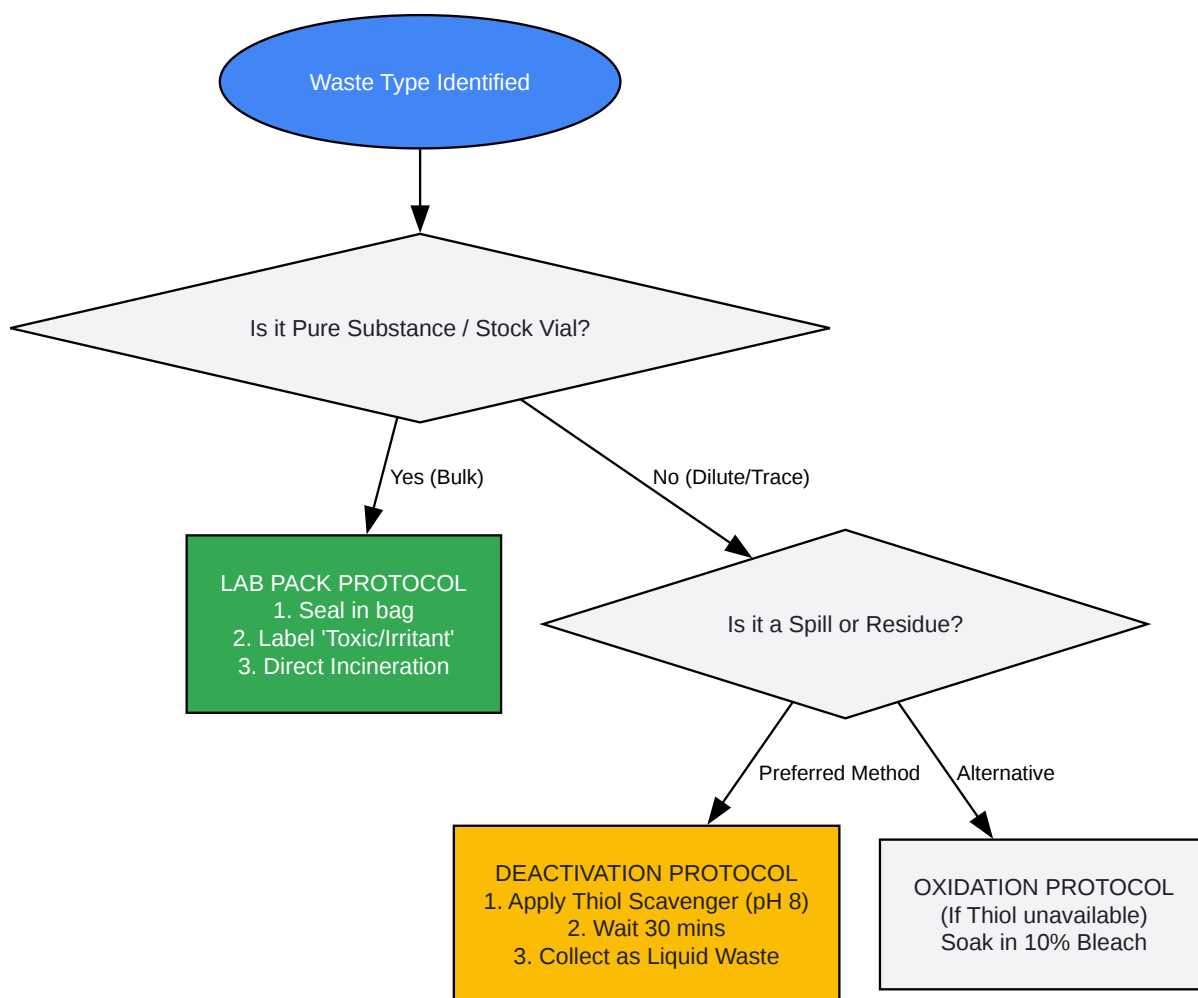 Waste Type Identified
Is it Pure Substance / Stock Vial?
Yes (Bulk)
No (Dilute/Trace)
LAB PACK PROTOCOL
1. Seal in bag
2. Label 'Toxic/Irritant'
3. Direct Incineration
Is it a Spill or Residue?
Preferred Method
Alternative
DEACTIVATION PROTOCOL
1. Apply Thiol Scavenger (pH 8)
2. Wait 30 mins
3. Collect as Liquid Waste
OXIDATION PROTOCOL
(If Thiol unavailable)
Soak in 10% Bleach